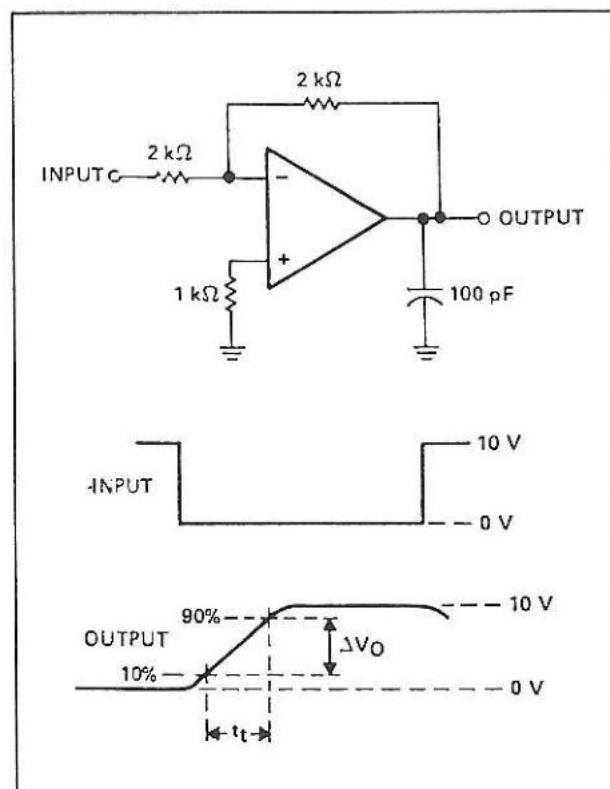 2 kΩ
2 kΩ
INPUT
−
+
OUTPUT
1 kΩ
100 pF
10 V
-INPUT
0 V
90%
10 V
OUTPUT
ΔVO
10%
0 V
tt